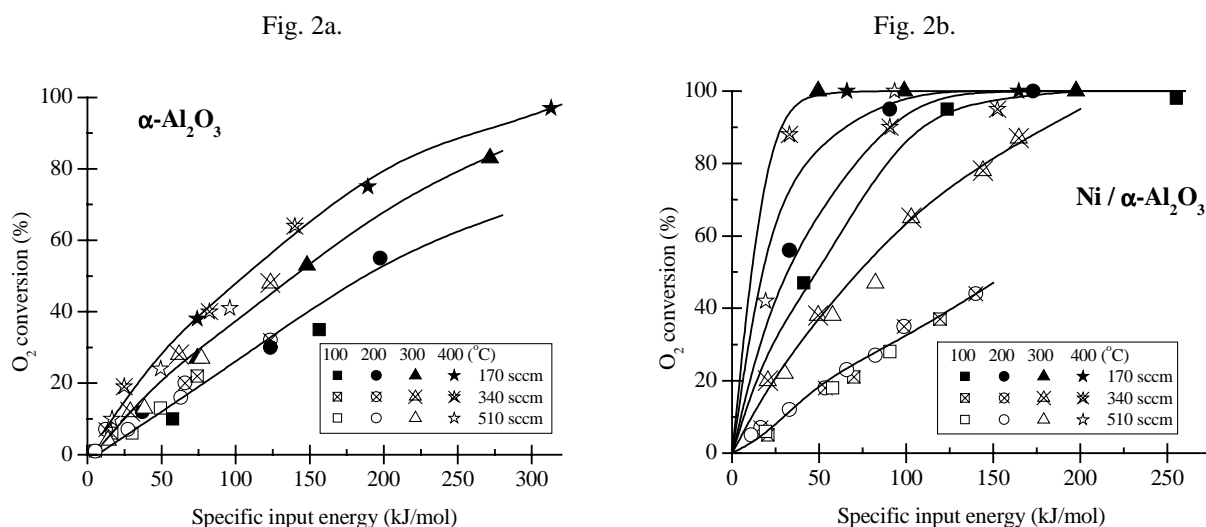 Fig. 2a.
α-Al2O3
O2 conversion (%)
100
80
60
40
20
0
0 50 100 150 200 250 300
Specific input energy (kJ/mol)
100 200 300 400 (°C)
170 sccm
340 sccm
510 sccm
Fig. 2b.
Ni / α-Al2O3
O2 conversion (%)
100
80
60
40
20
0
0 50 100 150 200 250
Specific input energy (kJ/mol)
100 200 300 400 (°C)
170 sccm
340 sccm
510 sccm